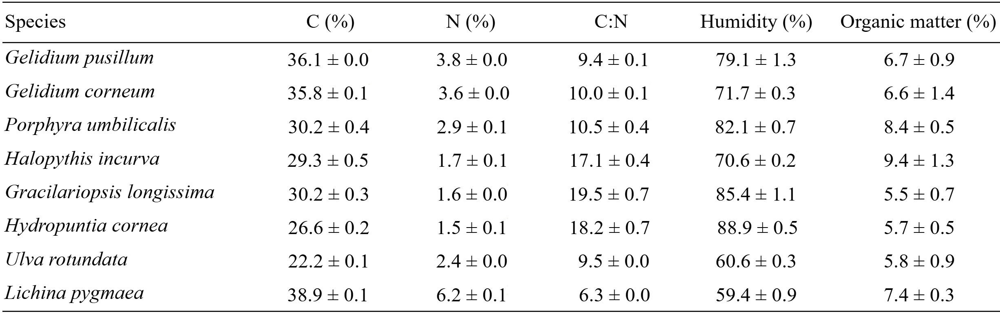 Species C (%) N (%) C:N Humidity (%) Organic matter (%)
Gelidium pusillum 36.1 ± 0.0 3.8 ± 0.0 9.4 ± 0.1 79.1 ± 1.3 6.7 ± 0.9
Gelidium corneum 35.8 ± 0.1 3.6 ± 0.0 10.0 ± 0.1 71.7 ± 0.3 6.6 ± 1.4
Porphyra umbilicalis 30.2 ± 0.4 2.9 ± 0.1 10.5 ± 0.4 82.1 ± 0.7 8.4 ± 0.5
Halopythis incurva 29.3 ± 0.5 1.7 ± 0.1 17.1 ± 0.4 70.6 ± 0.2 9.4 ± 1.3
Gracilariopsis longissima 30.2 ± 0.3 1.6 ± 0.0 19.5 ± 0.7 85.4 ± 1.1 5.5 ± 0.7
Hydropuntia cornea 26.6 ± 0.2 1.5 ± 0.1 18.2 ± 0.7 88.9 ± 0.5 5.7 ± 0.5
Ulva rotundata 22.2 ± 0.1 2.4 ± 0.0 9.5 ± 0.0 60.6 ± 0.3 5.8 ± 0.9
Lichina pygmaea 38.9 ± 0.1 6.2 ± 0.1 6.3 ± 0.0 59.4 ± 0.9 7.4 ± 0.3